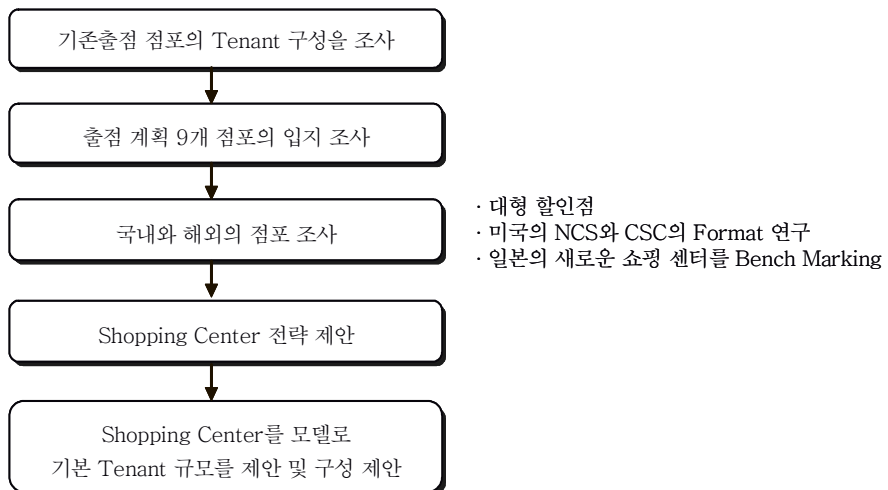 기존출점 점포의 Tenant 구성을 조사
출점 계획 9개 점포의 입지 조사
국내와 해외의 점포 조사
· 대형 할인점
· 미국의 NCS와 CSC의 Format 연구
· 일본의 새로운 쇼핑 센터를 Bench Marking
Shopping Center 전략 제안
Shopping Center를 모델로
기본 Tenant 규모를 제안 및 구성 제안